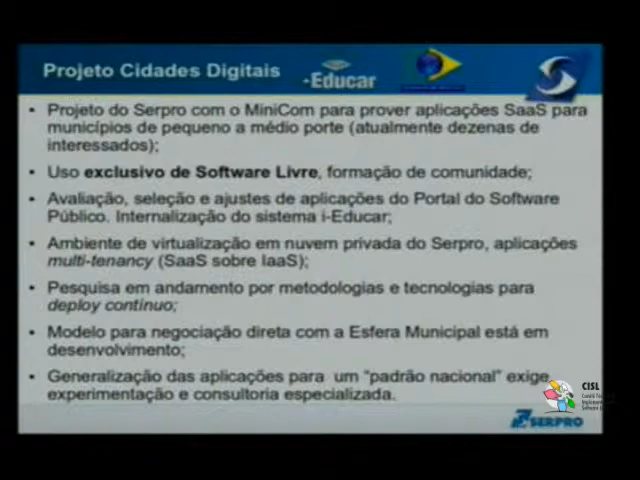 Projeto Cidades Digitais
i-Educar
• Projeto do Serpro com o MiniCom para prover aplicações SaaS para
municípios de pequeno a médio porte (atualmente dezenas de
interessados);
• Uso exclusivo de Software Livre, formação de comunidade;
• Avaliação, seleção e ajustes de aplicações do Portal do Software
Público. Internalização do sistema i-Educar;
• Ambiente de virtualização em nuvem privada do Serpro, aplicações
multi-tenancy (SaaS sobre IaaS);
• Pesquisa em andamento por metodologias e tecnologias para
deploy contínuo;
• Modelo para negociação direta com a Esfera Municipal está em
desenvolvimento;
• Generalização das aplicações para um “padrão nacional” exige
experimentação e consultoria especializada.
CISL
SERPRO